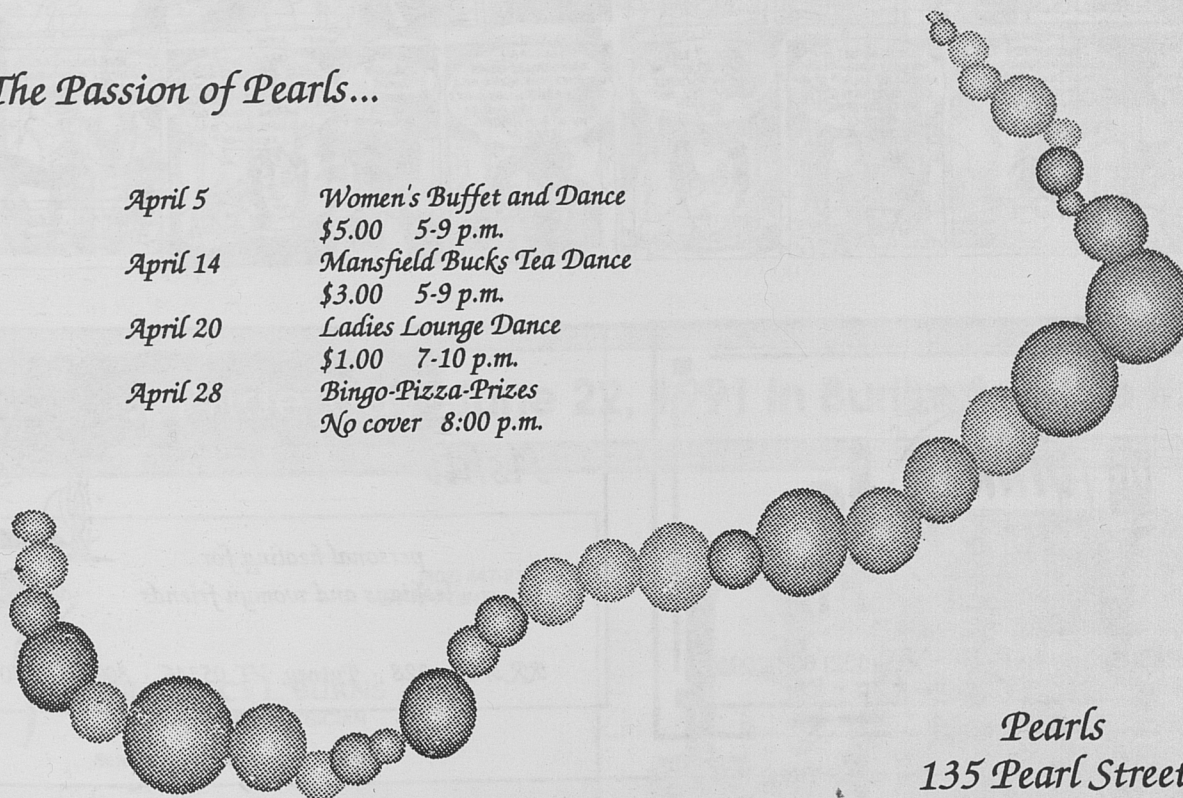 The Passion of Pearls...
April 5 Women's Buffet and Dance
$5.00 5-9 p.m.
April 14 Mansfield Bucks Tea Dance
$3.00 5-9 p.m.
April 20 Ladies Lounge Dance
$1.00 7-10 p.m.
April 28 Bingo-Pizza-Prizes
No cover 8:00 p.m.
Pearls
135 Pearl Street